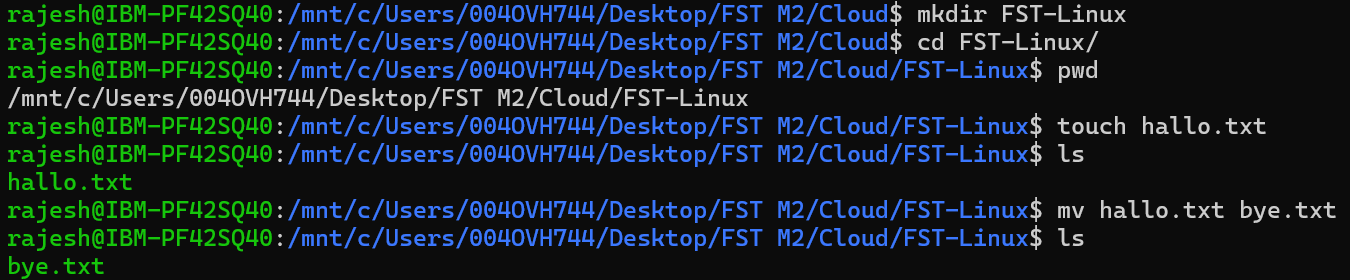 rajesh@IBM-PF42SQ40:/mnt/c/Users/004OVH744/Desktop/FST M2/Cloud$ mkdir FST-Linux
rajesh@IBM-PF42SQ40:/mnt/c/Users/004OVH744/Desktop/FST M2/Cloud$ cd FST-Linux/
rajesh@IBM-PF42SQ40:/mnt/c/Users/004OVH744/Desktop/FST M2/Cloud/FST-Linux$ pwd
/mnt/c/Users/004OVH744/Desktop/FST M2/Cloud/FST-Linux
rajesh@IBM-PF42SQ40:/mnt/c/Users/004OVH744/Desktop/FST M2/Cloud/FST-Linux$ touch hallo.txt
rajesh@IBM-PF42SQ40:/mnt/c/Users/004OVH744/Desktop/FST M2/Cloud/FST-Linux$ ls
hallo.txt
rajesh@IBM-PF42SQ40:/mnt/c/Users/004OVH744/Desktop/FST M2/Cloud/FST-Linux$ mv hallo.txt bye.txt
rajesh@IBM-PF42SQ40:/mnt/c/Users/004OVH744/Desktop/FST M2/Cloud/FST-Linux$ ls
bye.txt